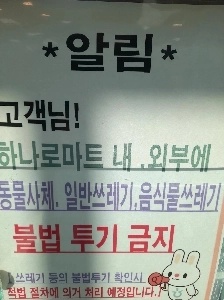 *알림*
고객님!
하나로마트 내.외부에
동물사체. 일반쓰레기.음식물쓰레기
불법 투기 금지
쓰레기 등의 불법투기 확인시
적법 절차에 의거 처리 예정입니다.!